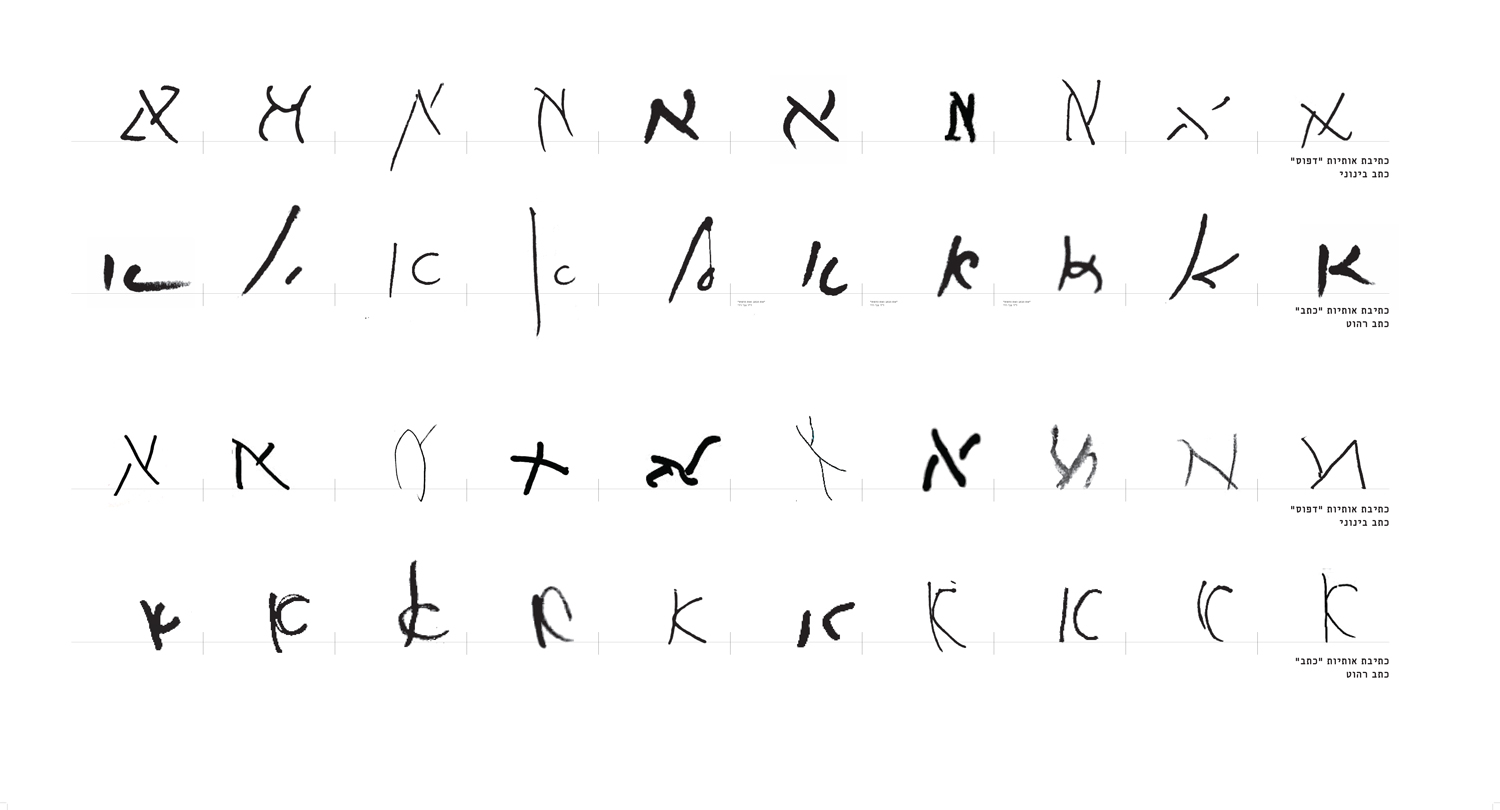 א א א א א א א א א א
כתיבת אותיות "דפוס"
כתב בינוני
א א א א א א א א א א
כתיבת אותיות "כתב"
כתב רהוט
א א א א א א א א א א
כתיבת אותיות "דפוס"
כתב בינוני
א א א א א א א א א א
כתיבת אותיות "כתב"
כתב רהוט